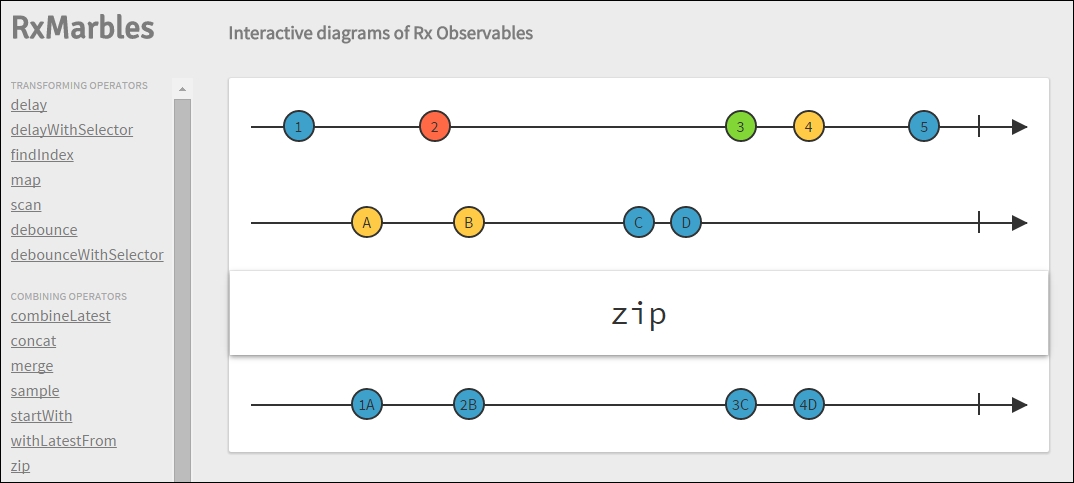 RxMarbles
Interactive diagrams of Rx Observables
TRANSFORMING OPERATORS
delay
delayWithSelector
findIndex
map
scan
debounce
debounceWithSelector
COMBINING OPERATORS
combineLatest
concat
merge
sample
startWith
withLatestFrom
zip
1 2 3 4 5
A B C D
zip
1A 2B 3C 4D